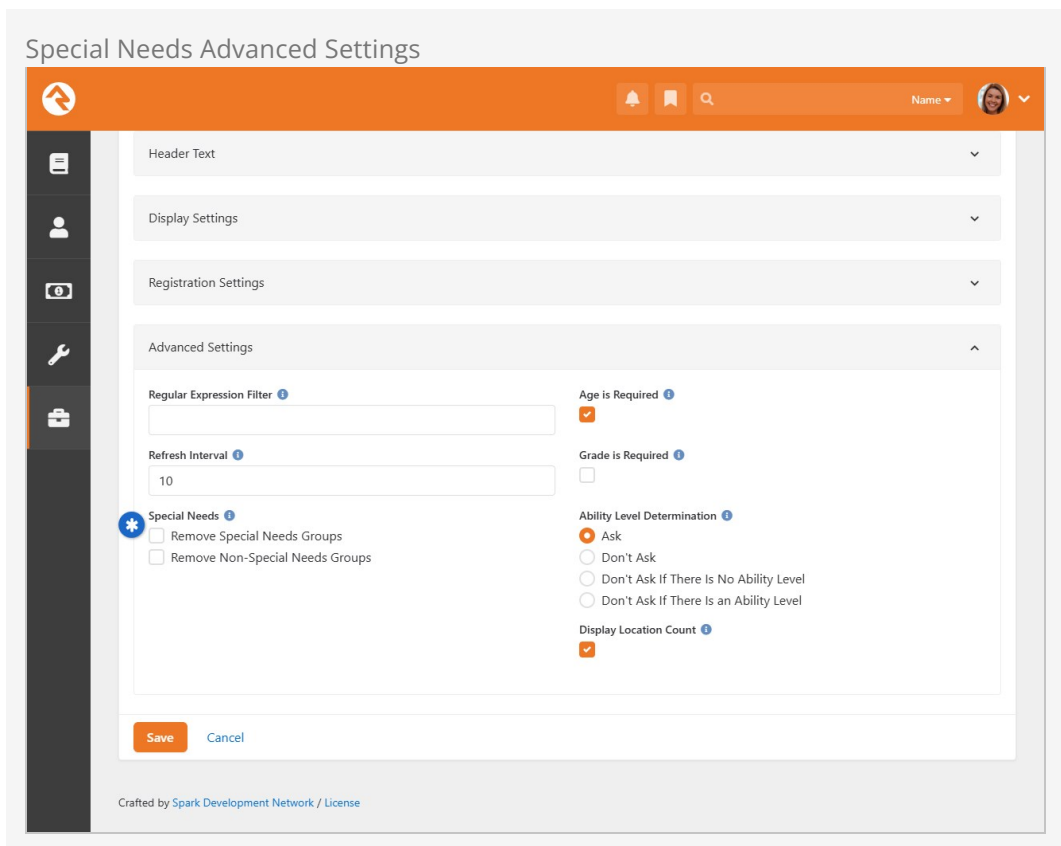 Special Needs Advanced Settings
Name
Header Text
Display Settings
Registration Settings
Advanced Settings
Regular Expression Filter
Refresh Interval
10
Special Needs
Remove Special Needs Groups
Remove Non-Special Needs Groups
Age is Required
Grade is Required
Ability Level Determination
Ask
Don't Ask
Don't Ask If There Is No Ability Level
Don't Ask If There Is an Ability Level
Display Location Count
Save Cancel
Crafted by Spark Development Network / License